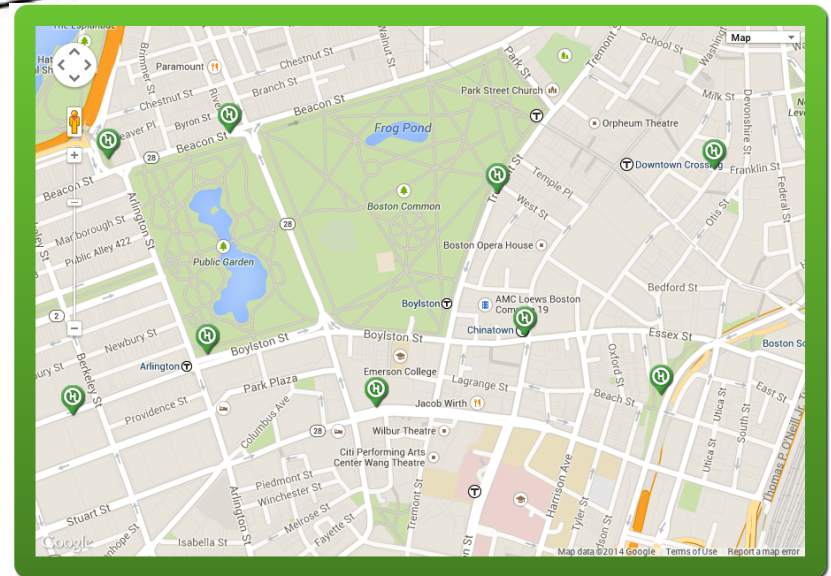 The Esplanade
Map
School St
Washing
Park St
Tremont St
Walnut St
Brimmer St
Chestnut St
Paramount
Branch St
Chestnut St
Park Street Church
Milk St
Devonshire St
Beacon St
Byron St
Beaver Pl
Beacon St
Frog Pond
Orpheum Theatre
28
Downtown Crossing
Franklin St
Federal St
Temple Pl
West St
Otis St
Beacon St
Arlington St
Boston Common
Marlborough St
Public Alley 422
28
Public Garden
Boston Opera House
Bedford St
AMC Loews Boston
Common 19
Boylston
Chinatown
2
Newbury St
Boylston St
Boylston St
Essex St
Boston So
Arlington
Emerson College
Oxford St
Berkeley St
Park Plaza
Lagrange St
Beach St
East St
Utica St
South St
Providence St
Columbus Ave
Jacob Wirth
28
Wilbur Theatre
Citi Performing Arts
Center Wang Theatre
Harrison Ave
Utica St
Thomas P. O'Neill Jr. T
Piedmont St
Winchester St
Arlington St
Tremont St
Tyler St
Hudson St
Stuart St
Melrose St
Fayette St
Isabella St
Google
Map data ©2014 Google
Terms of Use
Report a map error